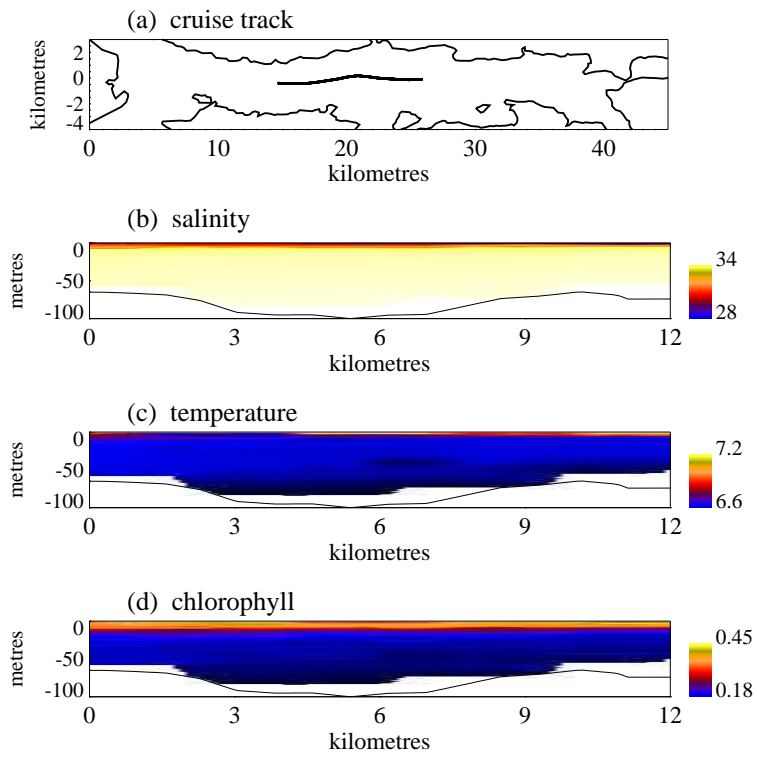 (a) cruise track
kilometres
2
0
-2
-4
0 10 20 30 40
kilometres
(b) salinity
metres
0
-50
-100
34
28
0 3 6 9 12
kilometres
(c) temperature
metres
0
-50
-100
7.2
6.6
0 3 6 9 12
kilometres
(d) chlorophyll
metres
0
-50
-100
0.45
0.18
0 3 6 9 12
kilometres